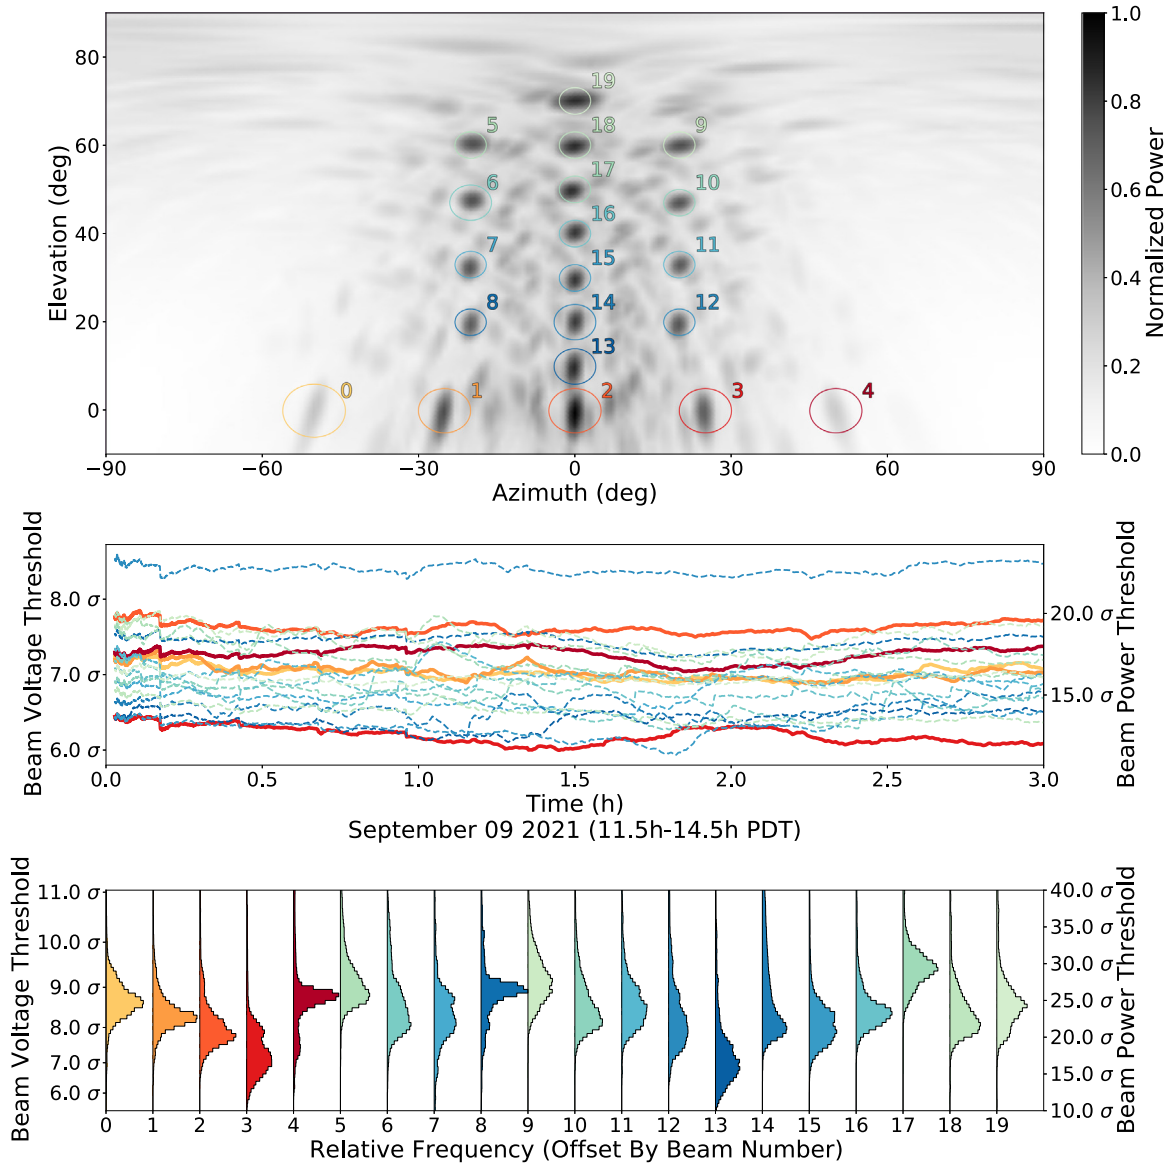 19
5
18
9
17
6
10
16
7
15
11
8
14
12
13
0
1
2
3
4
80
60
40
20
0
Elevation (deg)
−90
−60
−30
0
30
60
90
Azimuth (deg)
1.0
0.8
0.6
0.4
0.2
0.0
Normalized Power
8.0 σ
7.0 σ
6.0 σ
Beam Voltage Threshold
20.0 σ
15.0 σ
Beam Power Threshold
0.0
0.5
1.0
1.5
2.0
2.5
3.0
Time (h)
September 09 2021 (11.5h-14.5h PDT)
11.0 σ
10.0 σ
9.0 σ
8.0 σ
7.0 σ
6.0 σ
Beam Voltage Threshold
40.0 σ
35.0 σ
30.0 σ
25.0 σ
20.0 σ
15.0 σ
10.0 σ
Beam Power Threshold
0 1 2 3 4 5 6 7 8 9 10 11 12 13 14 15 16 17 18 19
Relative Frequency (Offset By Beam Number)